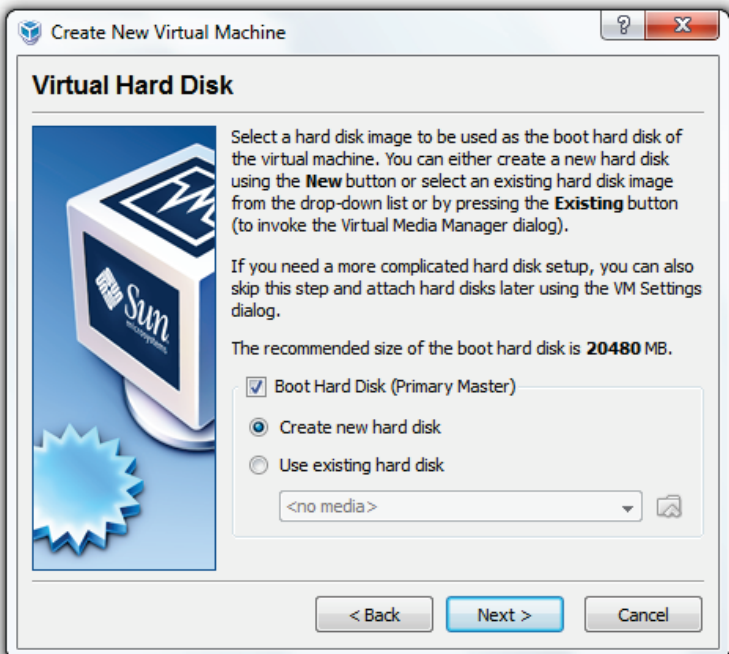 Create New Virtual Machine
Virtual Hard Disk
Select a hard disk image to be used as the boot hard disk of
the virtual machine. You can either create a new hard disk
using the New button or select an existing hard disk image
from the drop-down list or by pressing the Existing button
(to invoke the Virtual Media Manager dialog).
If you need a more complicated hard disk setup, you can also
skip this step and attach hard disks later using the VM Settings
dialog.
The recommended size of the boot hard disk is 20480 MB.
Boot Hard Disk (Primary Master)
Create new hard disk
Use existing hard disk
<no media>
Sun
microsystems
< Back
Next >
Cancel